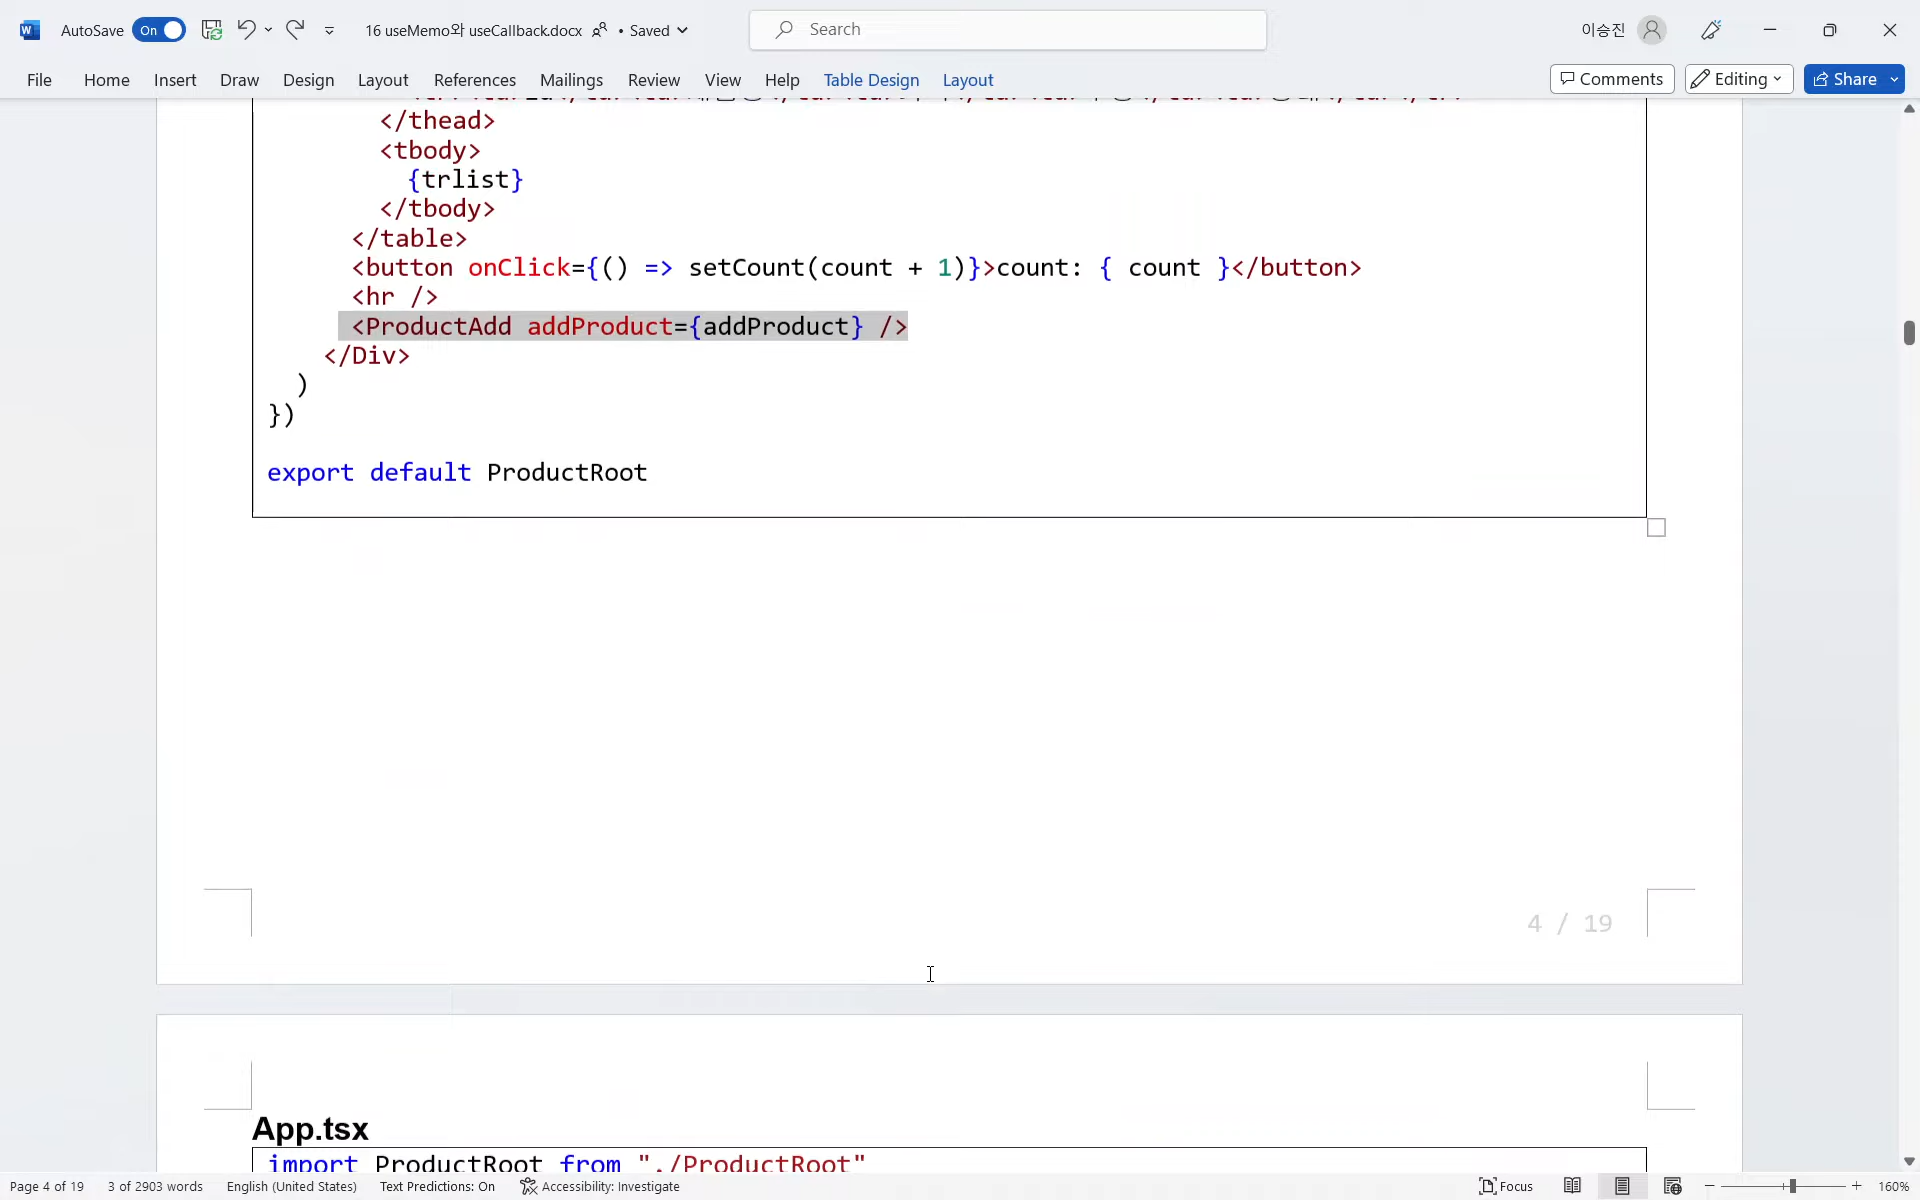 AutoSave On 16 useMemo와 useCallback.docx • Saved Search 이승진
File Home Insert Draw Design Layout References Mailings Review View Help Table Design Layout Comments Editing Share
</thead>
<tbody>
{trlist}
</tbody>
</table>
<button onClick={() => setCount(count + 1)}>count: { count }</button>
<hr />
<ProductAdd addProduct={addProduct} />
</Div>
)
})
export default ProductRoot
4 / 19
App.tsx
import ProductRoot from "./ProductRoot"
Page 4 of 19 3 of 2903 words English (United States) Text Predictions: On Accessibility: Investigate Focus 160%